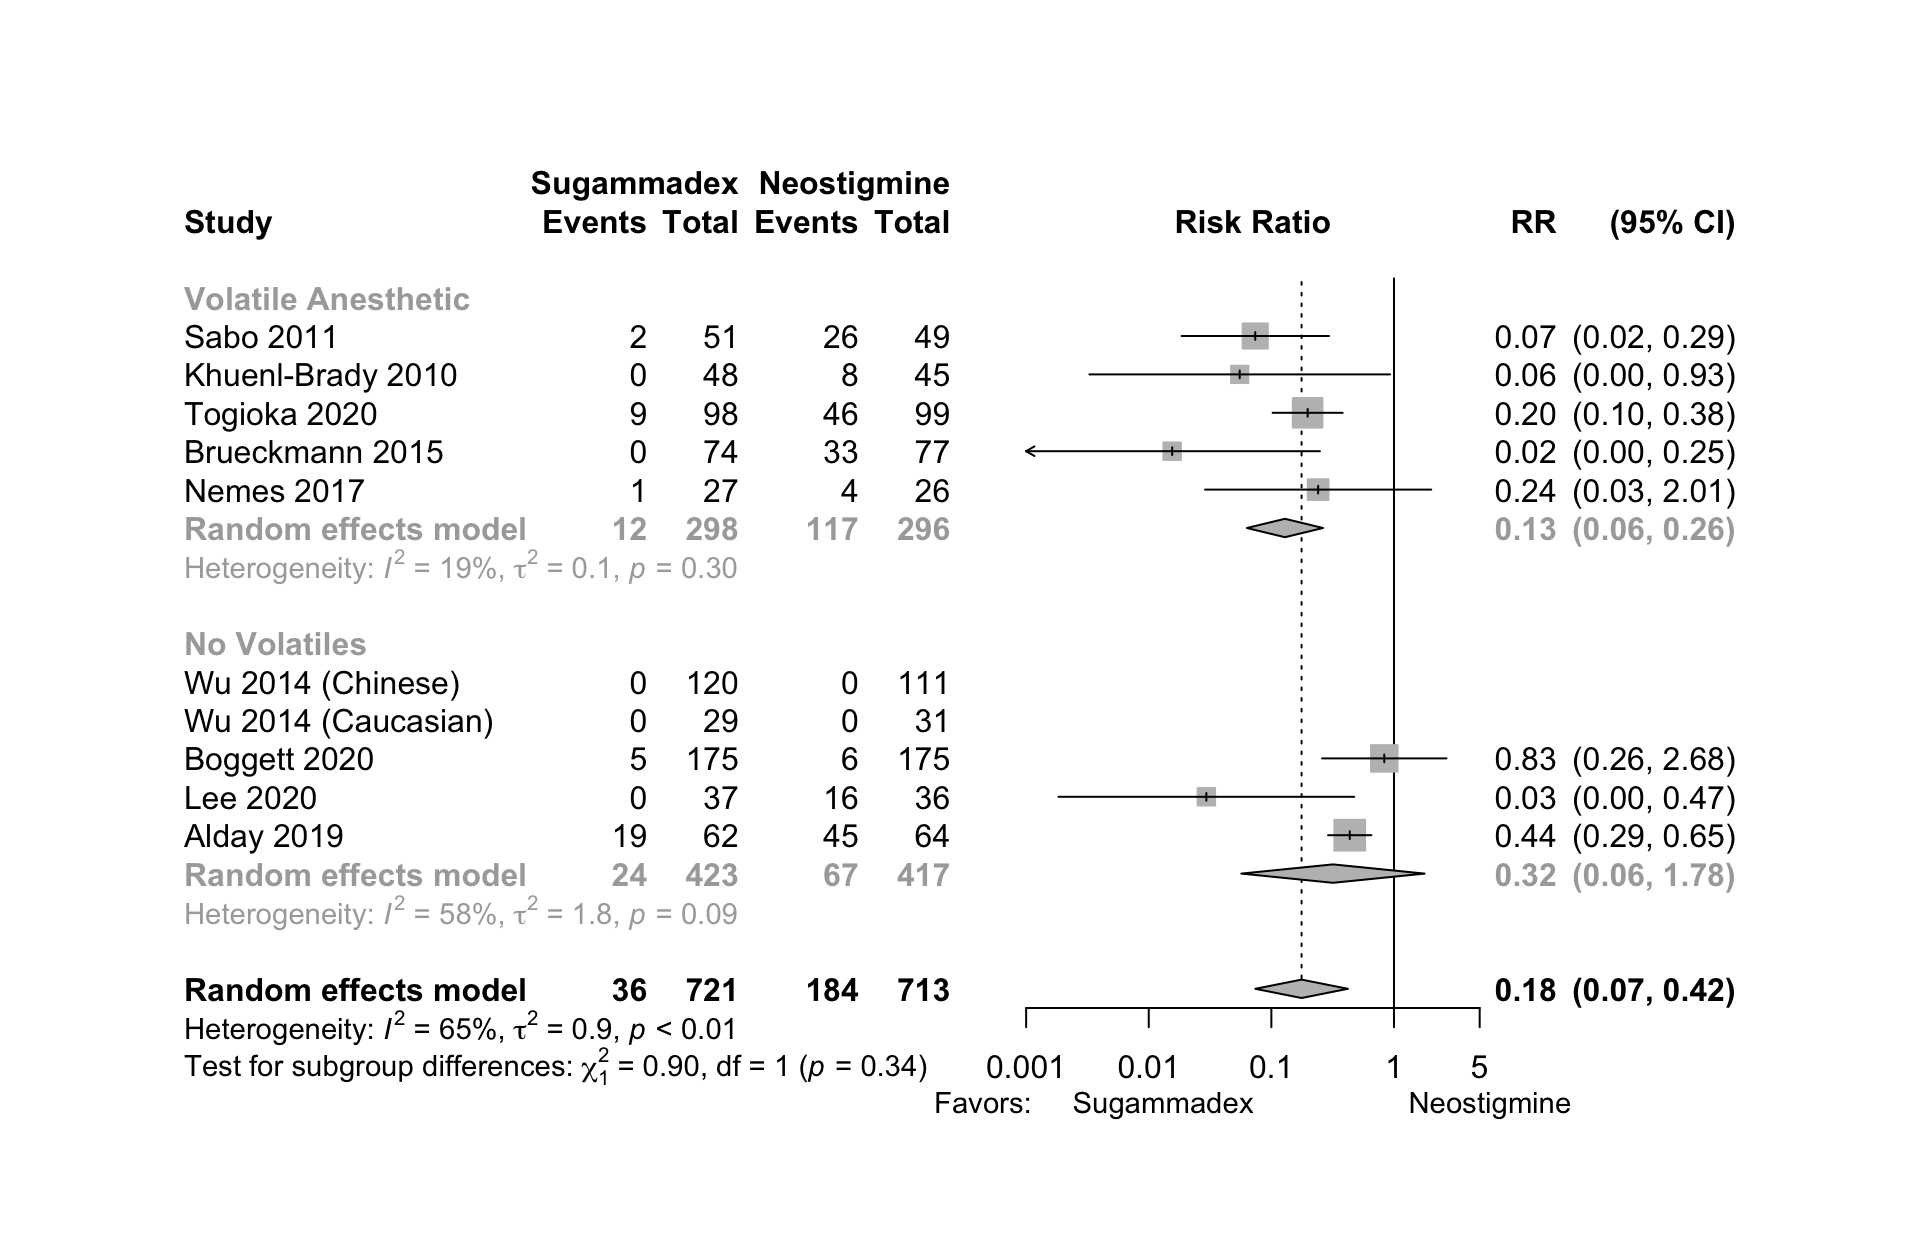 Sugammadex Neostigmine
Study Events Total Events Total Risk Ratio RR (95% CI)
Volatile Anesthetic
Sabo 2011 2 51 26 49 0.07 (0.02, 0.29)
Khuenl-Brady 2010 0 48 8 45 0.06 (0.00, 0.93)
Togioka 2020 9 98 46 99 0.20 (0.10, 0.38)
Brueckmann 2015 0 74 33 77 0.02 (0.00, 0.25)
Nemes 2017 1 27 4 26 0.24 (0.03, 2.01)
Random effects model 12 298 117 296 0.13 (0.06, 0.26)
Heterogeneity: I² = 19%, τ² = 0.1, p = 0.30
No Volatiles
Wu 2014 (Chinese) 0 120 0 111
Wu 2014 (Caucasian) 0 29 0 31
Boggett 2020 5 175 6 175 0.83 (0.26, 2.68)
Lee 2020 0 37 16 36 0.03 (0.00, 0.47)
Alday 2019 19 62 45 64 0.44 (0.29, 0.65)
Random effects model 24 423 67 417 0.32 (0.06, 1.78)
Heterogeneity: I² = 58%, τ² = 1.8, p = 0.09
Random effects model 36 721 184 713 0.18 (0.07, 0.42)
Heterogeneity: I² = 65%, τ² = 0.9, p < 0.01
Test for subgroup differences: χ₁² = 0.90, df = 1 (p = 0.34) 0.001 0.01 0.1 1 5
Favors: Sugammadex Neostigmine